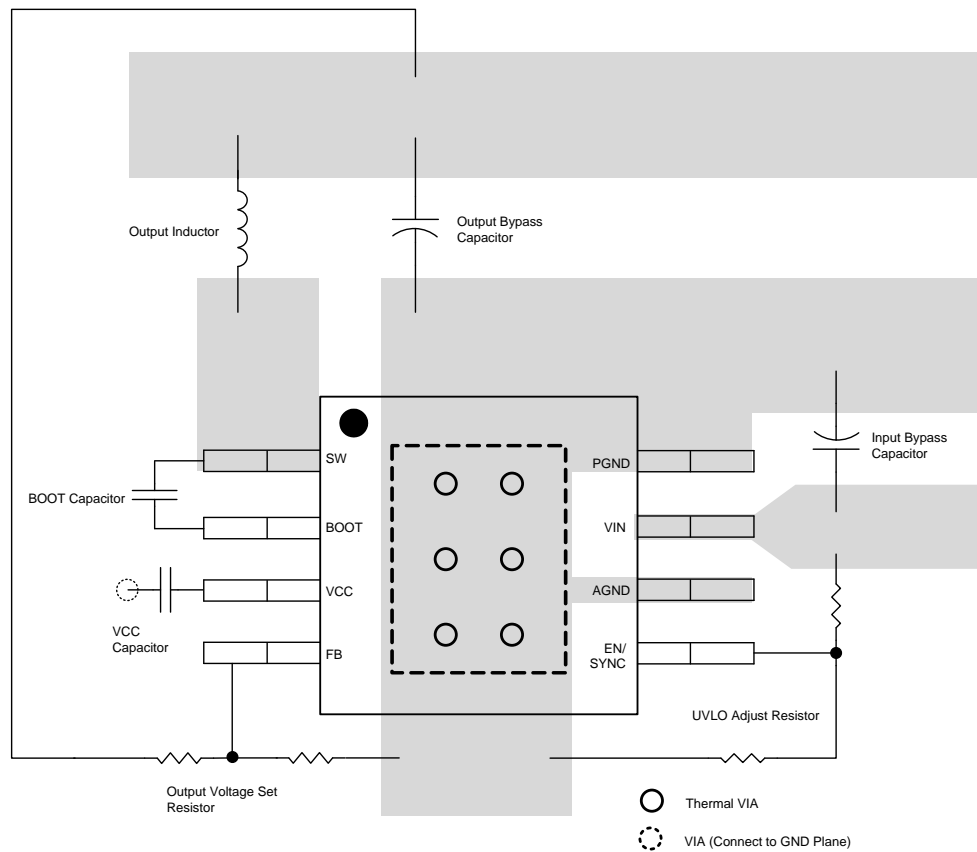 Output Inductor
Output Bypass
Capacitor
Input Bypass
Capacitor
BOOT Capacitor
VCC
Capacitor
SW
BOOT
VCC
FB
PGND
VIN
AGND
EN/
SYNC
UVLO Adjust Resistor
Output Voltage Set
Resistor
Thermal VIA
VIA (Connect to GND Plane)